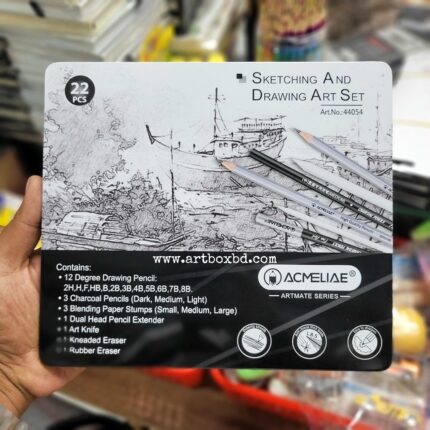 22
PCS
SKETCHING AND
DRAWING ART SET
Art.No.:44054
www.artboxbd.com
Contains:
• 12 Degree Drawing Pencil:
2H,H,F,HB,B,2B,3B,4B,5B,6B,7B,8B.
• 3 Charcoal Pencils (Dark, Medium, Light)
• 3 Blending Paper Stumps (Small, Medium, Large)
• 1 Dual Head Pencil Extender
1 Art Knife
1 Kneaded Eraser
1 Rubber Eraser
ACMELIAE®
ARTMATE SERIES